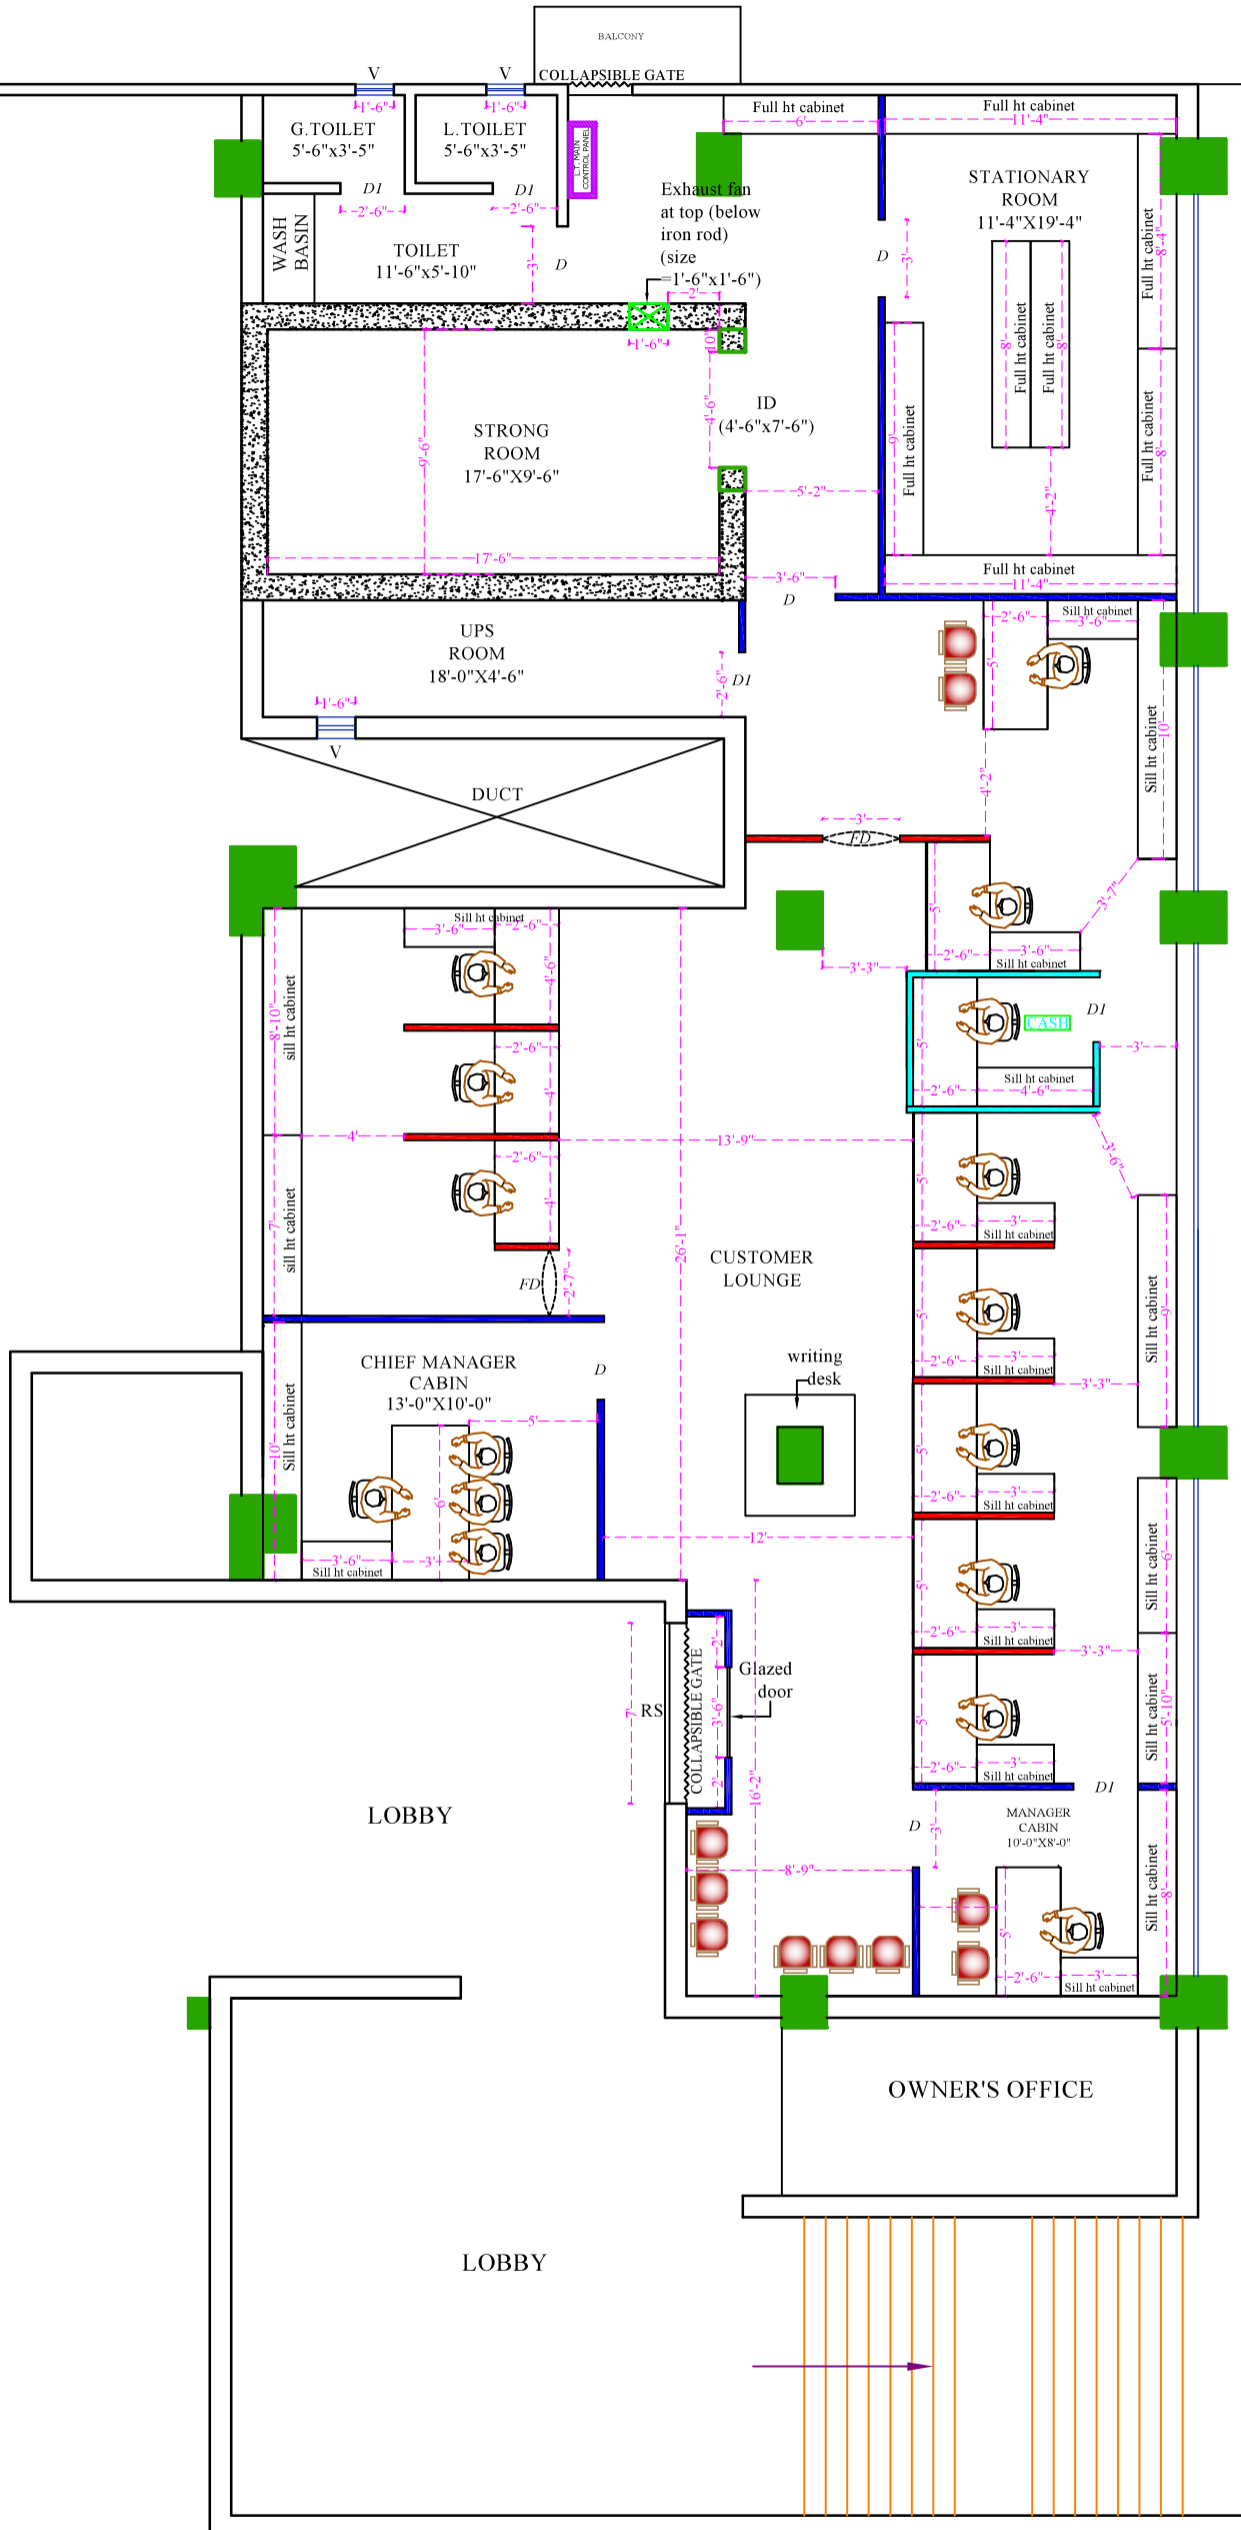 BALCONY
COLLAPSIBLE GATE
V
V
1'-6"
1'-6"
G.TOILET
5'-6"x3'-5"
L.TOILET
5'-6"x3'-5"
L.T. MAIN
CONTROL PANEL
D1
2'-6"
D1
2'-6"
WASH
BASIN
TOILET
11'-6"x5'-10"
3'
D
Full ht cabinet
6'
Full ht cabinet
11'-4"
Exhaust fan
at top (below
iron rod)
(size
=1'-6"x1'-6")
2'
1'-6"
10"
STATIONARY
ROOM
11'-4"X19'-4"
D
3'
Full ht cabinet
8'-4"
8'
Full ht cabinet
Full ht cabinet
8'
Full ht cabinet
8'
9'
Full ht cabinet
4'-2"
Full ht cabinet
11'-4"
STRONG
ROOM
17'-6"X9'-6"
9'-6"
17'-6"
4'-6"
ID
(4'-6"x7'-6")
5'-2"
3'-6"
D
UPS
ROOM
18'-0"X4'-6"
2'-6"
D1
1'-6"
V
DUCT
2'-6"
Sill ht cabinet
3'-6"
5'
Sill ht cabinet
10'
4'-2"
3'
FD
5'
2'-6"
3'-6"
Sill ht cabinet
3'-7"
3'-3"
Sill ht cabinet
3'-6"
2'-6"
4'-6"
8'-10"
sill ht cabinet
2'-6"
4'
4'
2'-6"
4'
7'
sill ht cabinet
FD
2'-7"
13'-9"
26'-1"
5'
CASH
D1
2'-6"
Sill ht cabinet
4'-6"
3'
3'-6"
5'
2'-6"
3'
Sill ht cabinet
CUSTOMER
LOUNGE
5'
2'-6"
3'
Sill ht cabinet
3'-3"
Sill ht cabinet
9'
CHIEF MANAGER
CABIN
13'-0"X10'-0"
D
5'
10'
Sill ht cabinet
6'
3'-6"
3'
Sill ht cabinet
writing
desk
12'
5'
2'-6"
3'
Sill ht cabinet
5'
2'-6"
3'
Sill ht cabinet
3'-3"
Sill ht cabinet
6'
Sill ht cabinet
5'-10"
5'
2'-6"
3'
Sill ht cabinet
7'
RS
COLLAPSIBLE GATE
2'
3'-6"
2'
Glazed
door
16'-2"
D1
D
3'
MANAGER
CABIN
10'-0"X8'-0"
8'-9"
5'
2'-6"
3'
Sill ht cabinet
Sill ht cabinet
8'
LOBBY
OWNER'S OFFICE
LOBBY